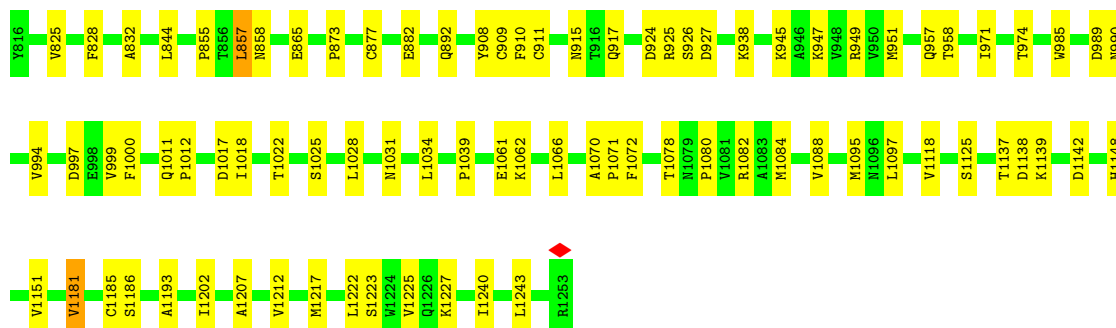 Y816 V825 F828 A832 L844 P855 T856 L857 N858 E865 P873 C877 E882 Q892 Y908 C909 F910 C911 N915 T916 Q917 D924 R925 S926 D927 K938 K945 A946 K947 V948 R949 V950 M951 Q957 T958 I971 T974 W985 D989
V994 D997 E998 V999 F1000 Q1011 P1012 D1017 I1018 T1022 S1025 L1028 N1031 L1034 P1039 E1061 K1062 L1066 A1070 P1071 F1072 T1078 N1079 P1080 V1081 R1082 A1083 M1084 V1088 M1095 N1096 L1097 V1118 S1125 T1137 D1138 K1139 D1142
V1151 V1181 C1185 S1186 A1193 I1202 A1207 V1212 M1217 L1222 S1223 W1224 V1225 Q1226 K1227 I1240 L1243 R1253